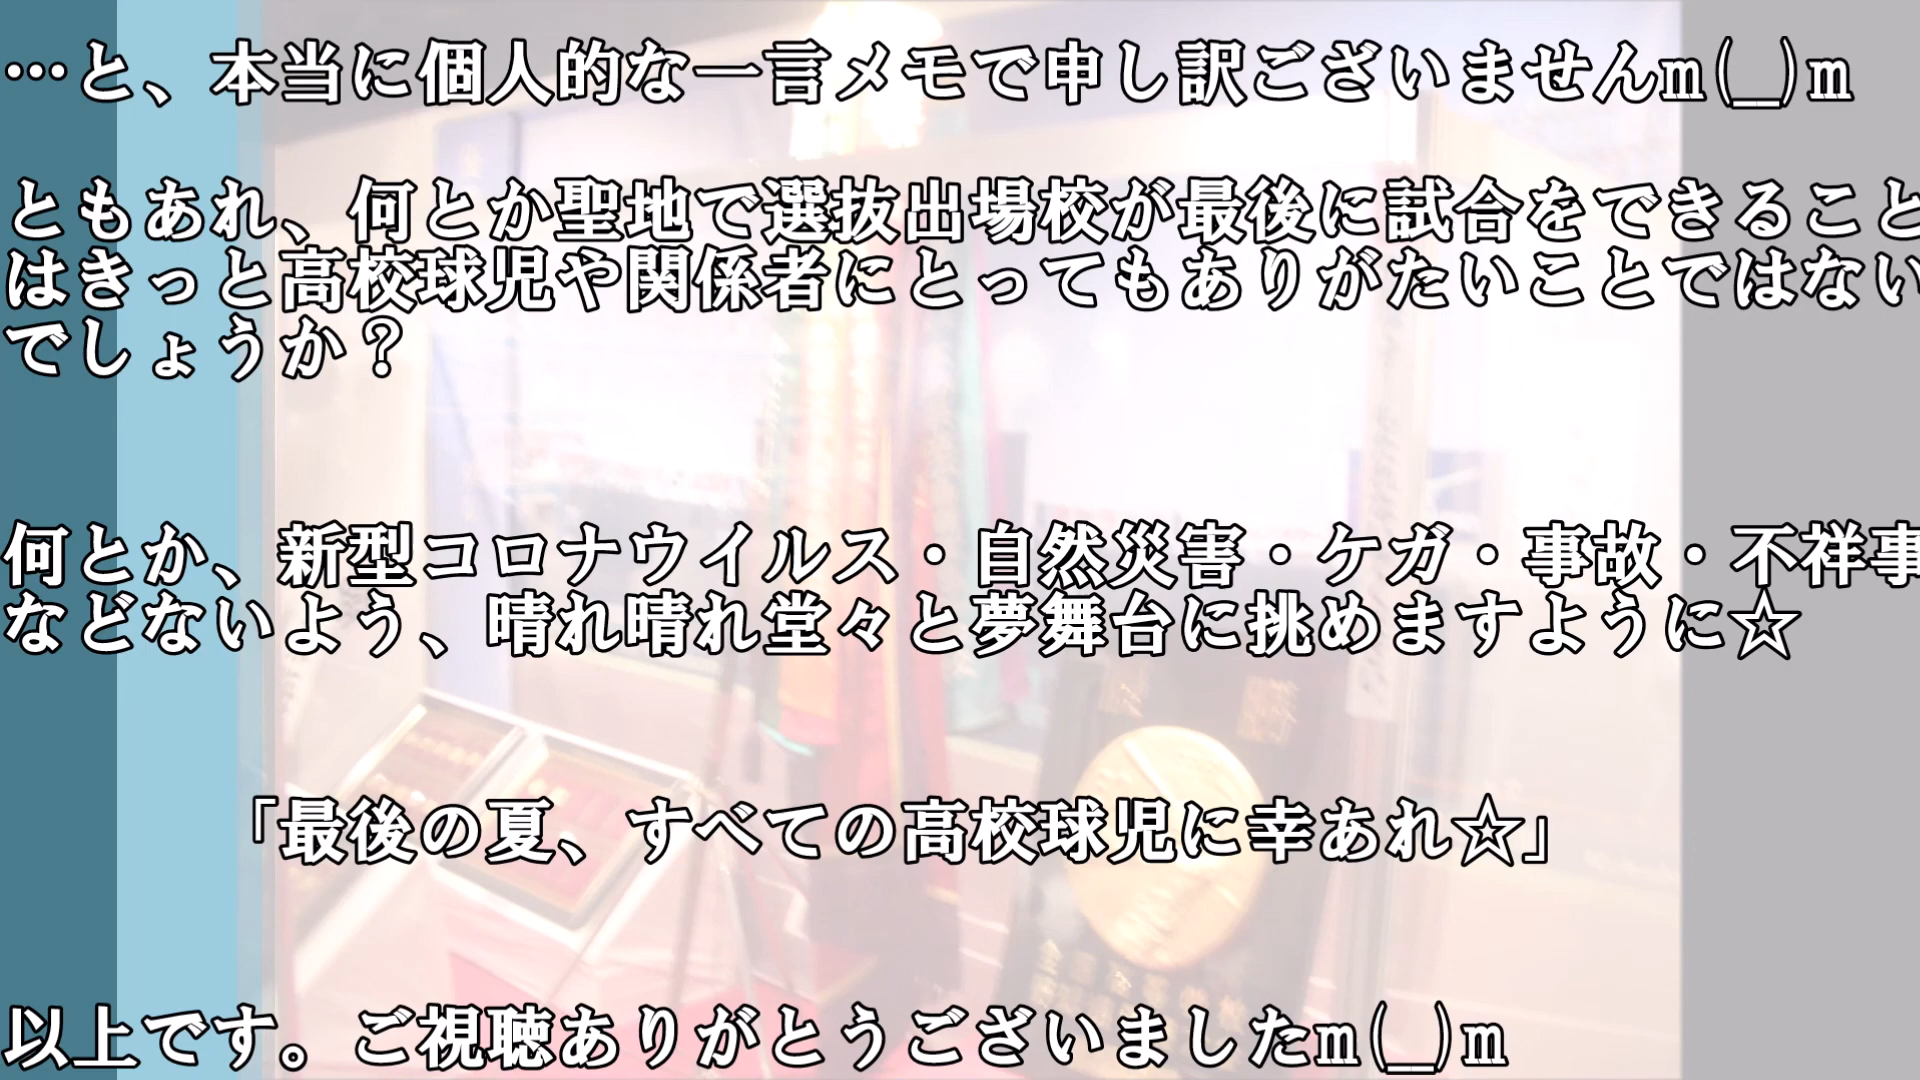 …と、本当に個人的な一言メモで申し訳ございませんm(__)m
ともあれ、何とか聖地で選抜出場校が最後に試合をできること
はきっと高校球児や関係者にとってもありがたいことではない
でしょうか？
何とか、新型コロナウイルス・自然災害・ケガ・事故・不祥事
などないよう、晴れ晴れ堂々と夢舞台に挑めますように☆
「最後の夏、すべての高校球児に幸あれ☆」
以上です。ご視聴ありがとうございましたm(__)m